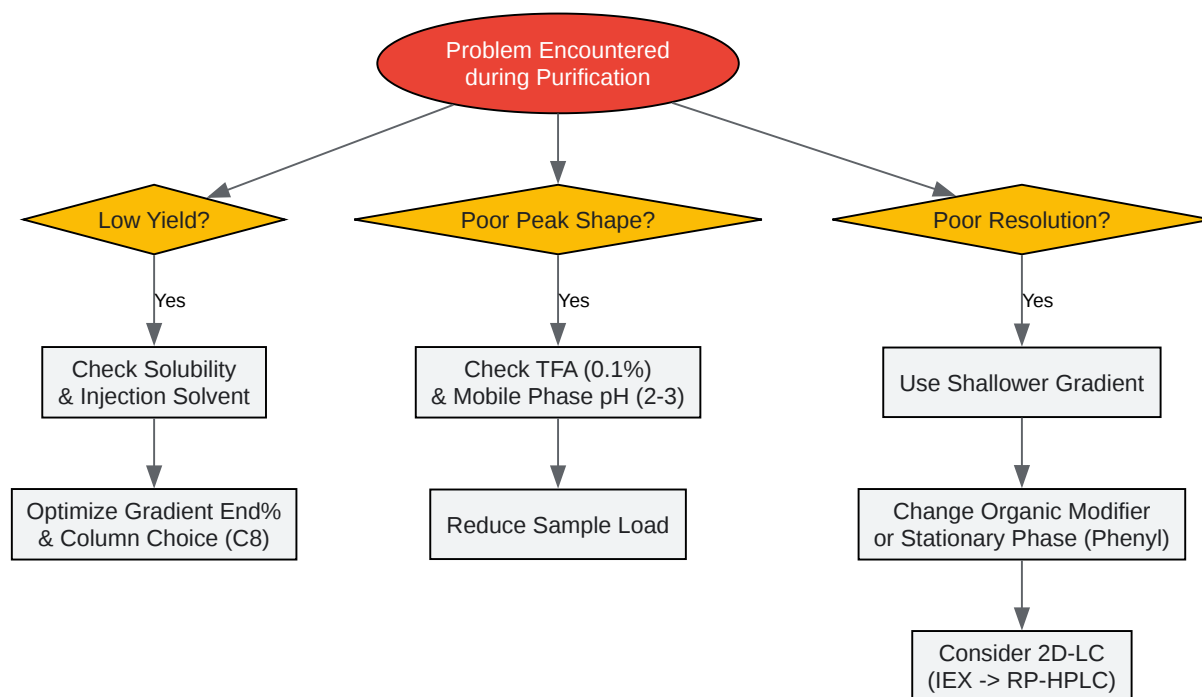 Problem Encountered
during Purification
Low Yield?
Poor Peak Shape?
Poor Resolution?
Yes
Yes
Yes
Check Solubility
& Injection Solvent
Check TFA (0.1%)
& Mobile Phase pH (2-3)
Use Shallower Gradient
Optimize Gradient End%
& Column Choice (C8)
Reduce Sample Load
Change Organic Modifier
or Stationary Phase (Phenyl)
Consider 2D-LC
(IEX -> RP-HPLC)